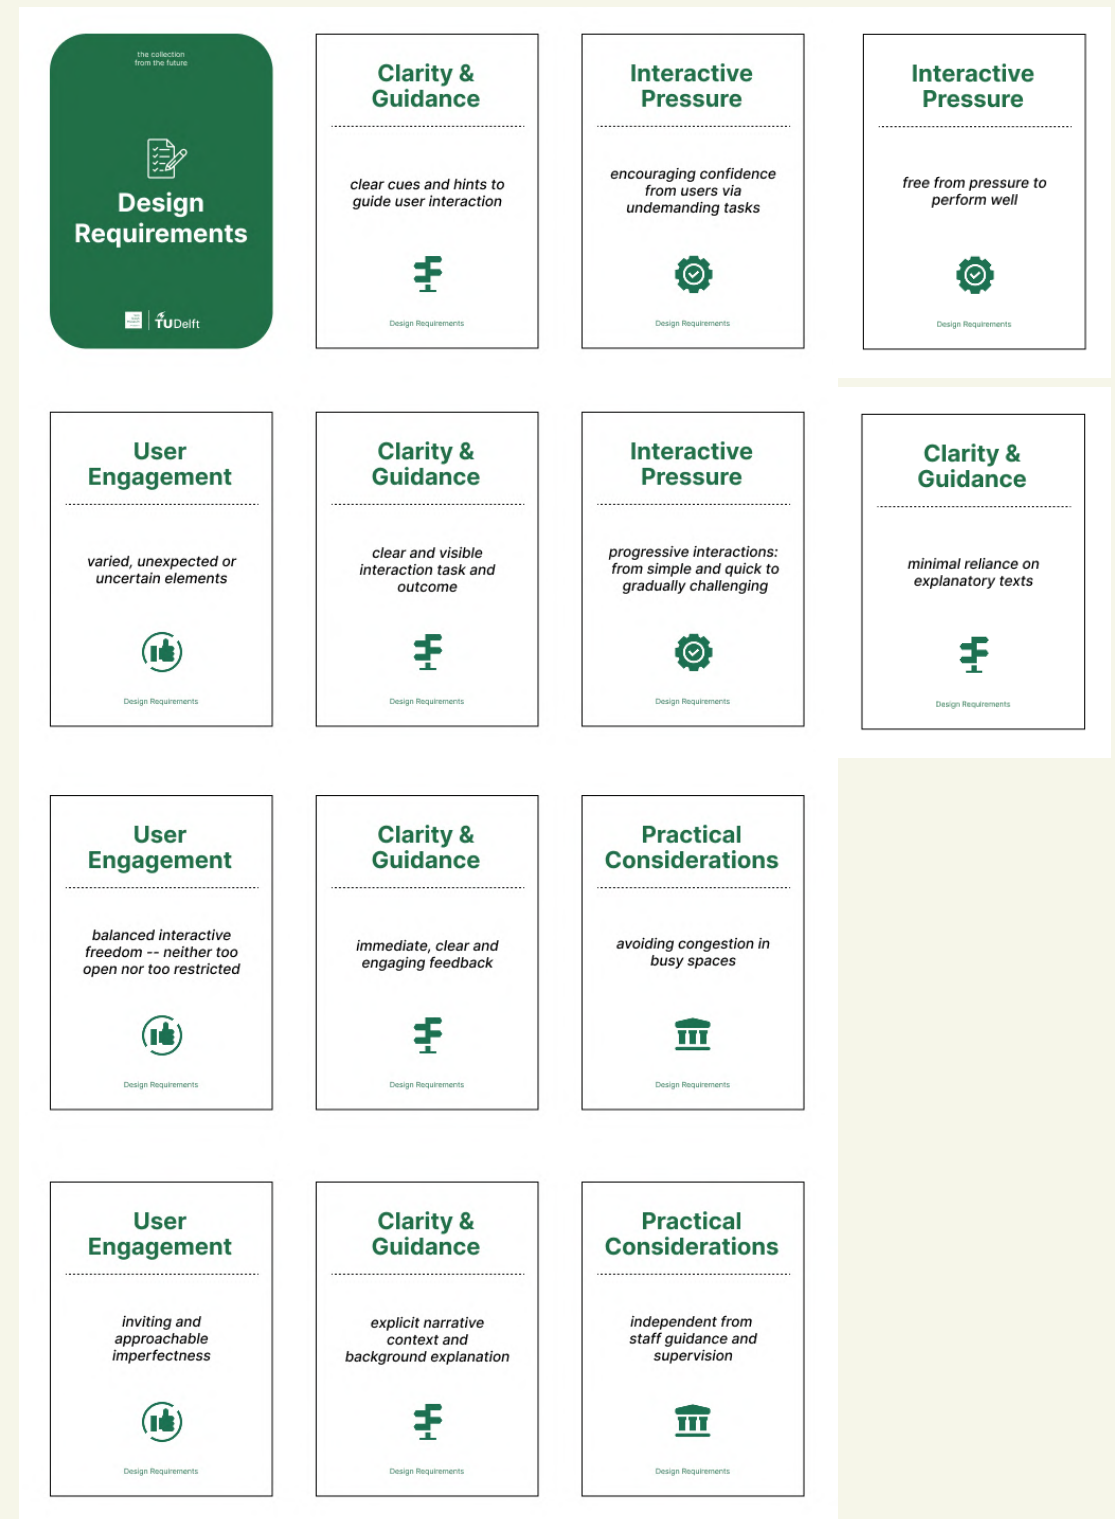 the collection
from the future
Design
Requirements
TUDelft
Clarity &
Guidance
clear cues and hints to
guide user interaction
Design Requirements
Interactive
Pressure
encouraging confidence
from users via
undemanding tasks
Design Requirements
Interactive
Pressure
free from pressure to
perform well
Design Requirements
User
Engagement
varied, unexpected or
uncertain elements
Design Requirements
Clarity &
Guidance
clear and visible
interaction task and
outcome
Design Requirements
Interactive
Pressure
progressive interactions:
from simple and quick to
gradually challenging
Design Requirements
Clarity &
Guidance
minimal reliance on
explanatory texts
Design Requirements
User
Engagement
balanced interactive
freedom -- neither too
open nor too restricted
Design Requirements
Clarity &
Guidance
immediate, clear and
engaging feedback
Design Requirements
Practical
Considerations
avoiding congestion in
busy spaces
Design Requirements
User
Engagement
inviting and
approachable
imperfectness
Design Requirements
Clarity &
Guidance
explicit narrative
context and
background explanation
Design Requirements
Practical
Considerations
independent from
staff guidance and
supervision
Design Requirements